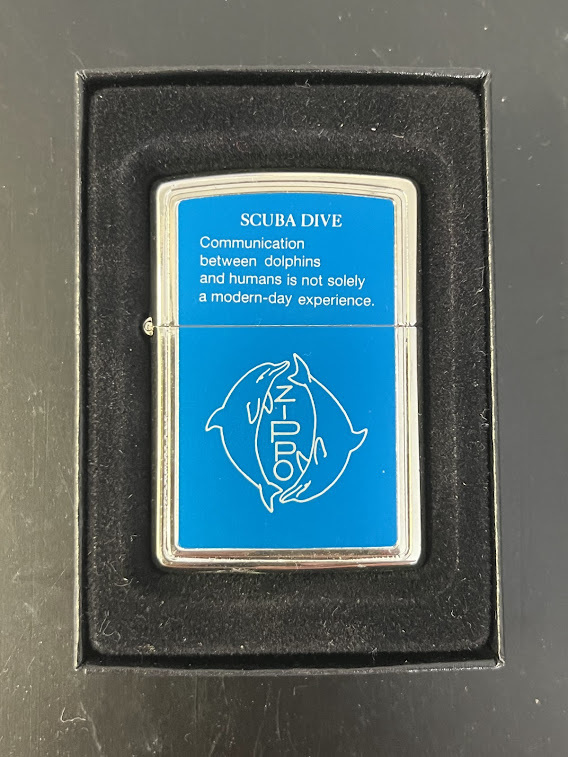 SCUBA DIVE
Communication
between dolphins
and humans is not solely
a modern-day experience.
ZIPPO